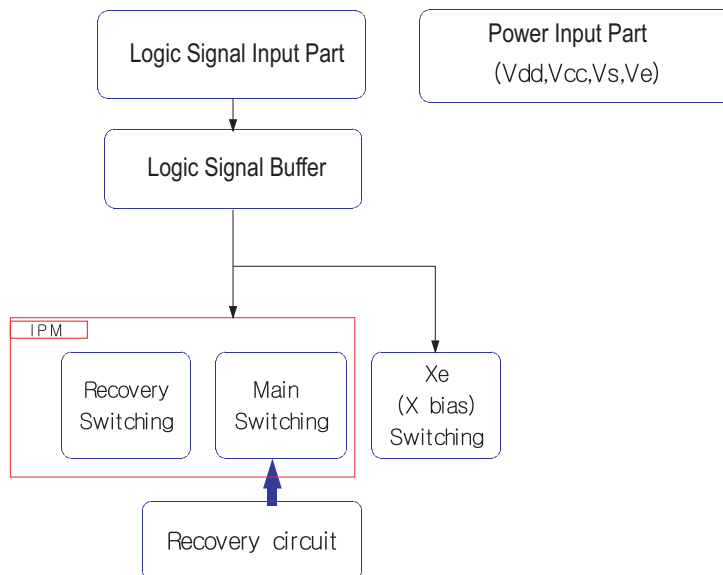 Logic Signal Input Part
Power Input Part
(Vdd,Vcc,Vs,Ve)
Logic Signal Buffer
IPM
Recovery
Switching
Main
Switching
Xe
(X bias)
Switching
Recovery circuit